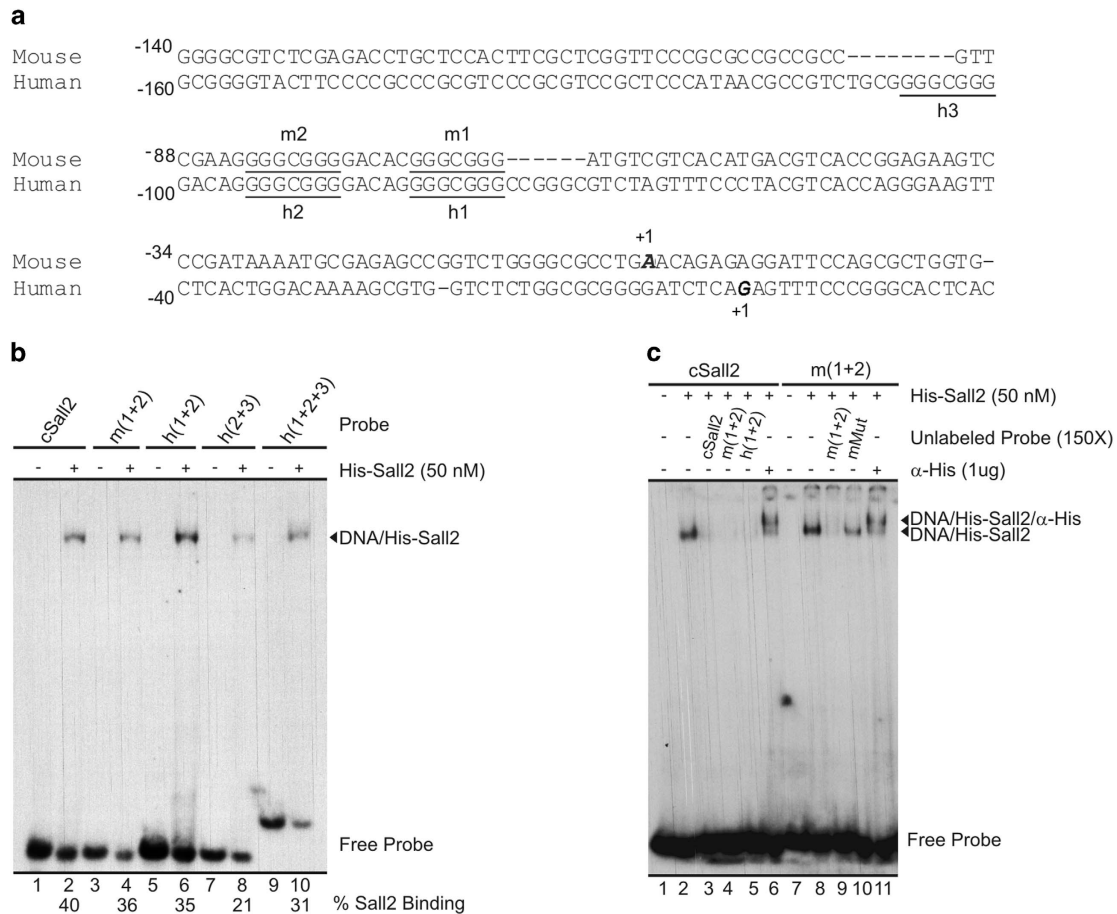 a
Mouse -140 GGGGCGTCTCGAGACCTGCTCCACTTCGCTCGGTTCCCGCGCCGCCGCC--------GTT
Human -160 GCGGGGTACTTCCCCGCCCGCGTCCCGCGTCCGCTCCCATAACGCCGTCTGCGGGGCGGG
h3
m2 m1
Mouse -88 CGAAGGGGCGGGGACACGGGCGGG------ATGTCGTCACATGACGTCACCGGAGAAGTC
Human -100 GACAGGGGCGGGGACAGGGGCGGGCCGGGCGTCTAGTTTCCCTACGTCACCAGGGAAGTT
h2 h1
+1
Mouse -34 CCGATAAAATGCGAGAGCCGGTCTGGGGCGCCTGAACAGAGAGGATTCCAGCGCTGGTG-
Human -40 CTCACTGGACAAAAGCGTG-GTCTCTGGCGCGGGGATCTCAGAGTTTCCCGGGCACTCAC
+1
b
cSall2 m(1+2) h(1+2) h(2+3) h(1+2+3) Probe
- + - + - + - + - + His-Sall2 (50 nM)
DNA/His-Sall2
Free Probe
1 2 3 4 5 6 7 8 9 10
40 36 35 21 31 % Sall2 Binding
c
cSall2 m(1+2)
- + + + + + - + + + + His-Sall2 (50 nM)
- - cSall2 m(1+2) h(1+2) - - - m(1+2) mMut - Unlabeled Probe (150X)
- - - - - + - - - - + α-His (1ug)
DNA/His-Sall2/α-His
DNA/His-Sall2
Free Probe
1 2 3 4 5 6 7 8 9 10 11